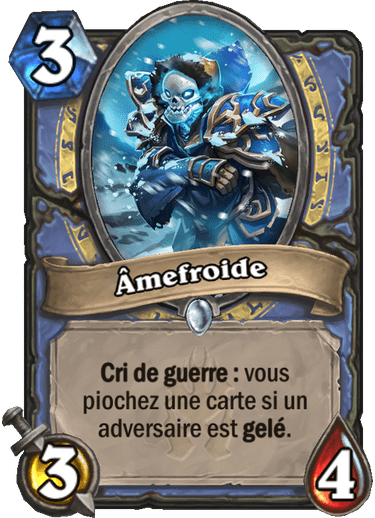 3
Âmefroide
Cri de guerre : vous
piochez une carte si un
adversaire est gelé.
3
4